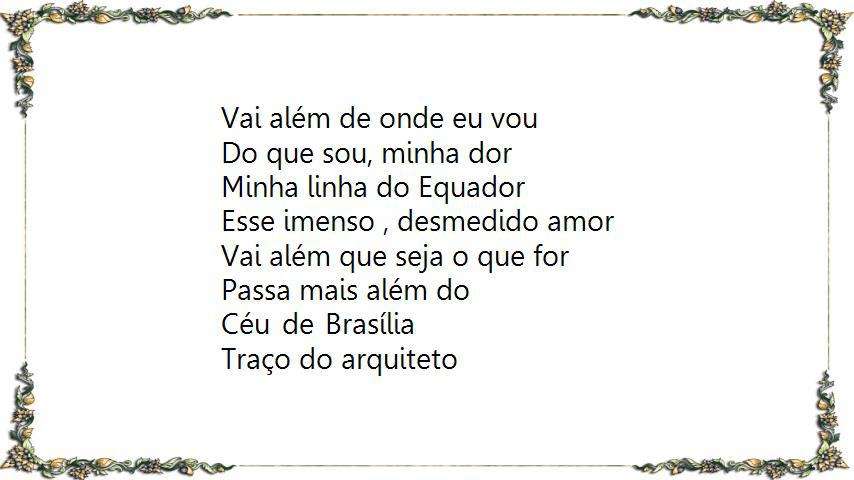 Vai além de onde eu vou
Do que sou, minha dor
Minha linha do Equador
Esse imenso , desmedido amor
Vai além que seja o que for
Passa mais além do
Céu de Brasília
Traço do arquiteto